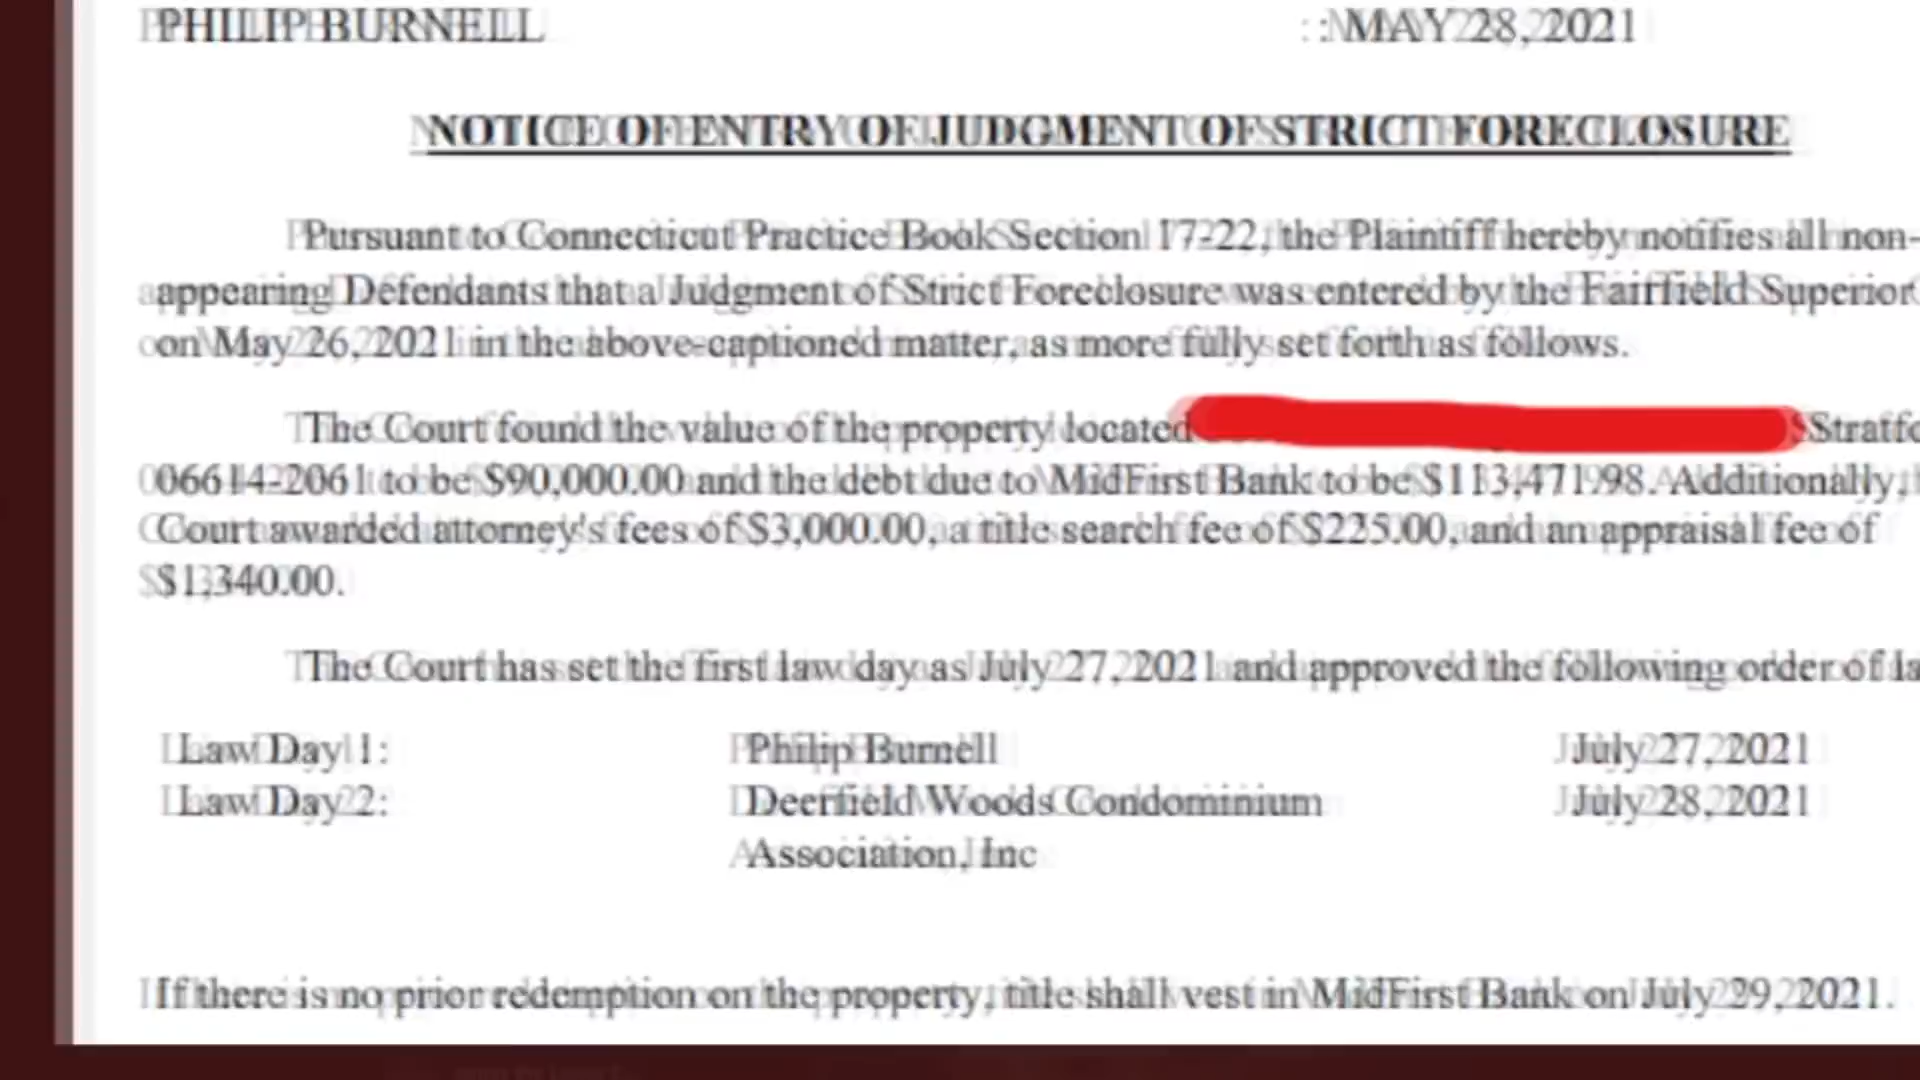 PHILIP BURNELL : MAY 28, 2021
NOTICE OF ENTRY OF JUDGMENT OF STRICT FORECLOSURE
Pursuant to Connecticut Practice Book Section 17-22, the Plaintiff hereby notifies all non-
appearing Defendants that a Judgment of Strict Foreclosure was entered by the Fairfield Superior
on May 26, 2021 in the above-captioned matter, as more fully set forth as follows.
The Court found the value of the property located Stratfo
06614-2061 to be $90,000.00 and the debt due to MidFirst Bank to be $113,471.98. Additionally,
Court awarded attorney's fees of $3,000.00, a title search fee of $225.00, and an appraisal fee of
$1,340.00.
The Court has set the first law day as July 27, 2021 and approved the following order of la
Law Day 1: Philip Burnell July 27, 2021
Law Day 2: Deerfield Woods Condominium July 28, 2021
Association, Inc
If there is no prior redemption on the property, title shall vest in MidFirst Bank on July 29, 2021.